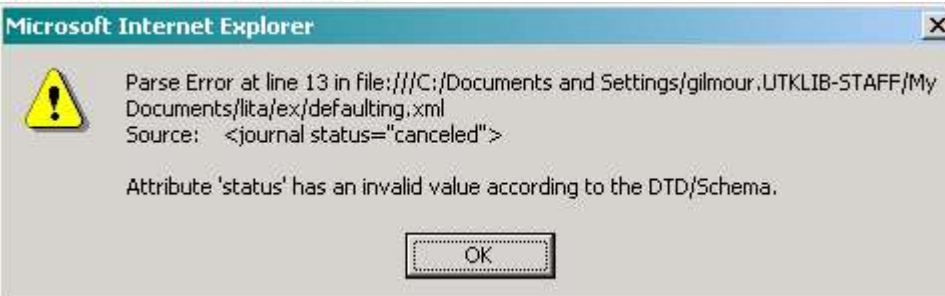 Microsoft Internet Explorer
Parse Error at line 13 in file:///C:/Documents and Settings/gilmour.UTKLIB-STAFF/My
Documents/lita/ex/defaulting.xml
Source:    <journal status="canceled">
Attribute 'status' has an invalid value according to the DTD/Schema.
OK